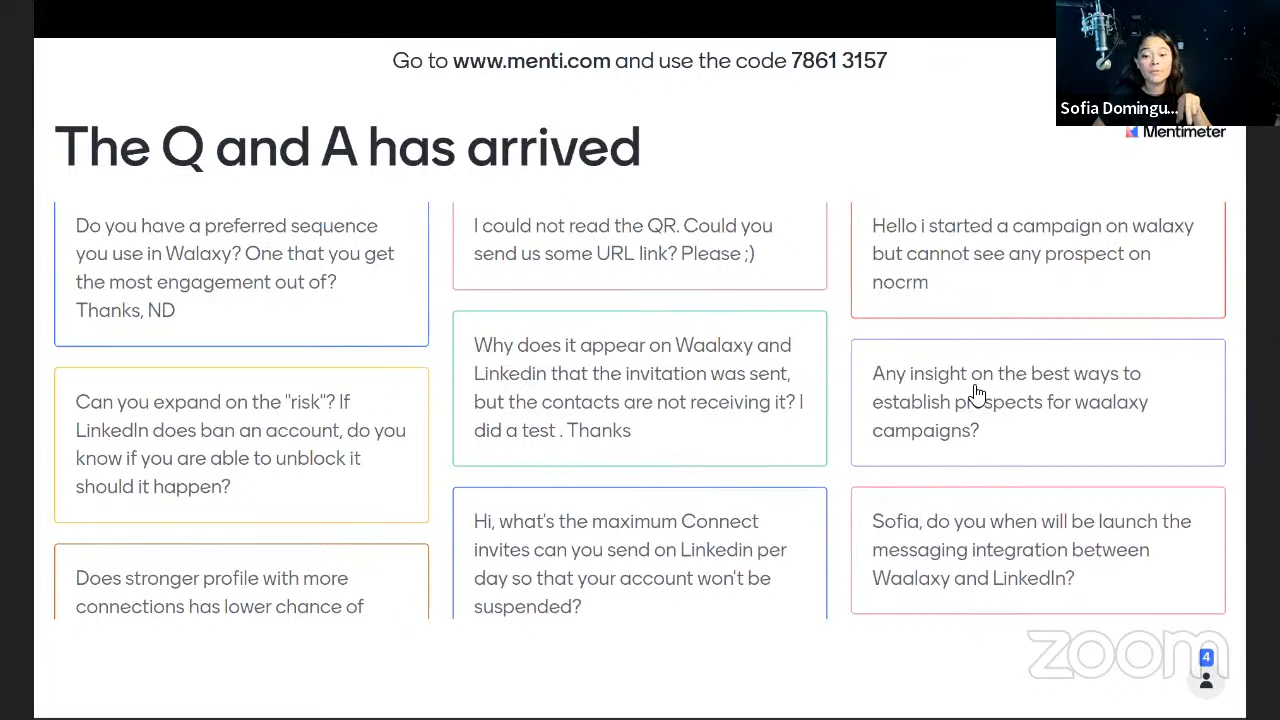 Go to www.menti.com and use the code 7861 3157
Sofia Domingu...
Mentimeter
The Q and A has arrived
Do you have a preferred sequence
you use in Walaxy? One that you get
the most engagement out of?
Thanks, ND
Can you expand on the "risk"? If
LinkedIn does ban an account, do you
know if you are able to unblock it
should it happen?
Does stronger profile with more
connections has lower chance of
I could not read the QR. Could you
send us some URL link? Please ;)
Why does it appear on Waalaxy and
Linkedin that the invitation was sent,
but the contacts are not receiving it? I
did a test . Thanks
Hi, what's the maximum Connect
invites can you send on Linkedin per
day so that your account won't be
suspended?
Hello i started a campaign on walaxy
but cannot see any prospect on
nocrm
Any insight on the best ways to
establish prospects for waalaxy
campaigns?
Sofia, do you when will be launch the
messaging integration between
Waalaxy and LinkedIn?
zoom
4